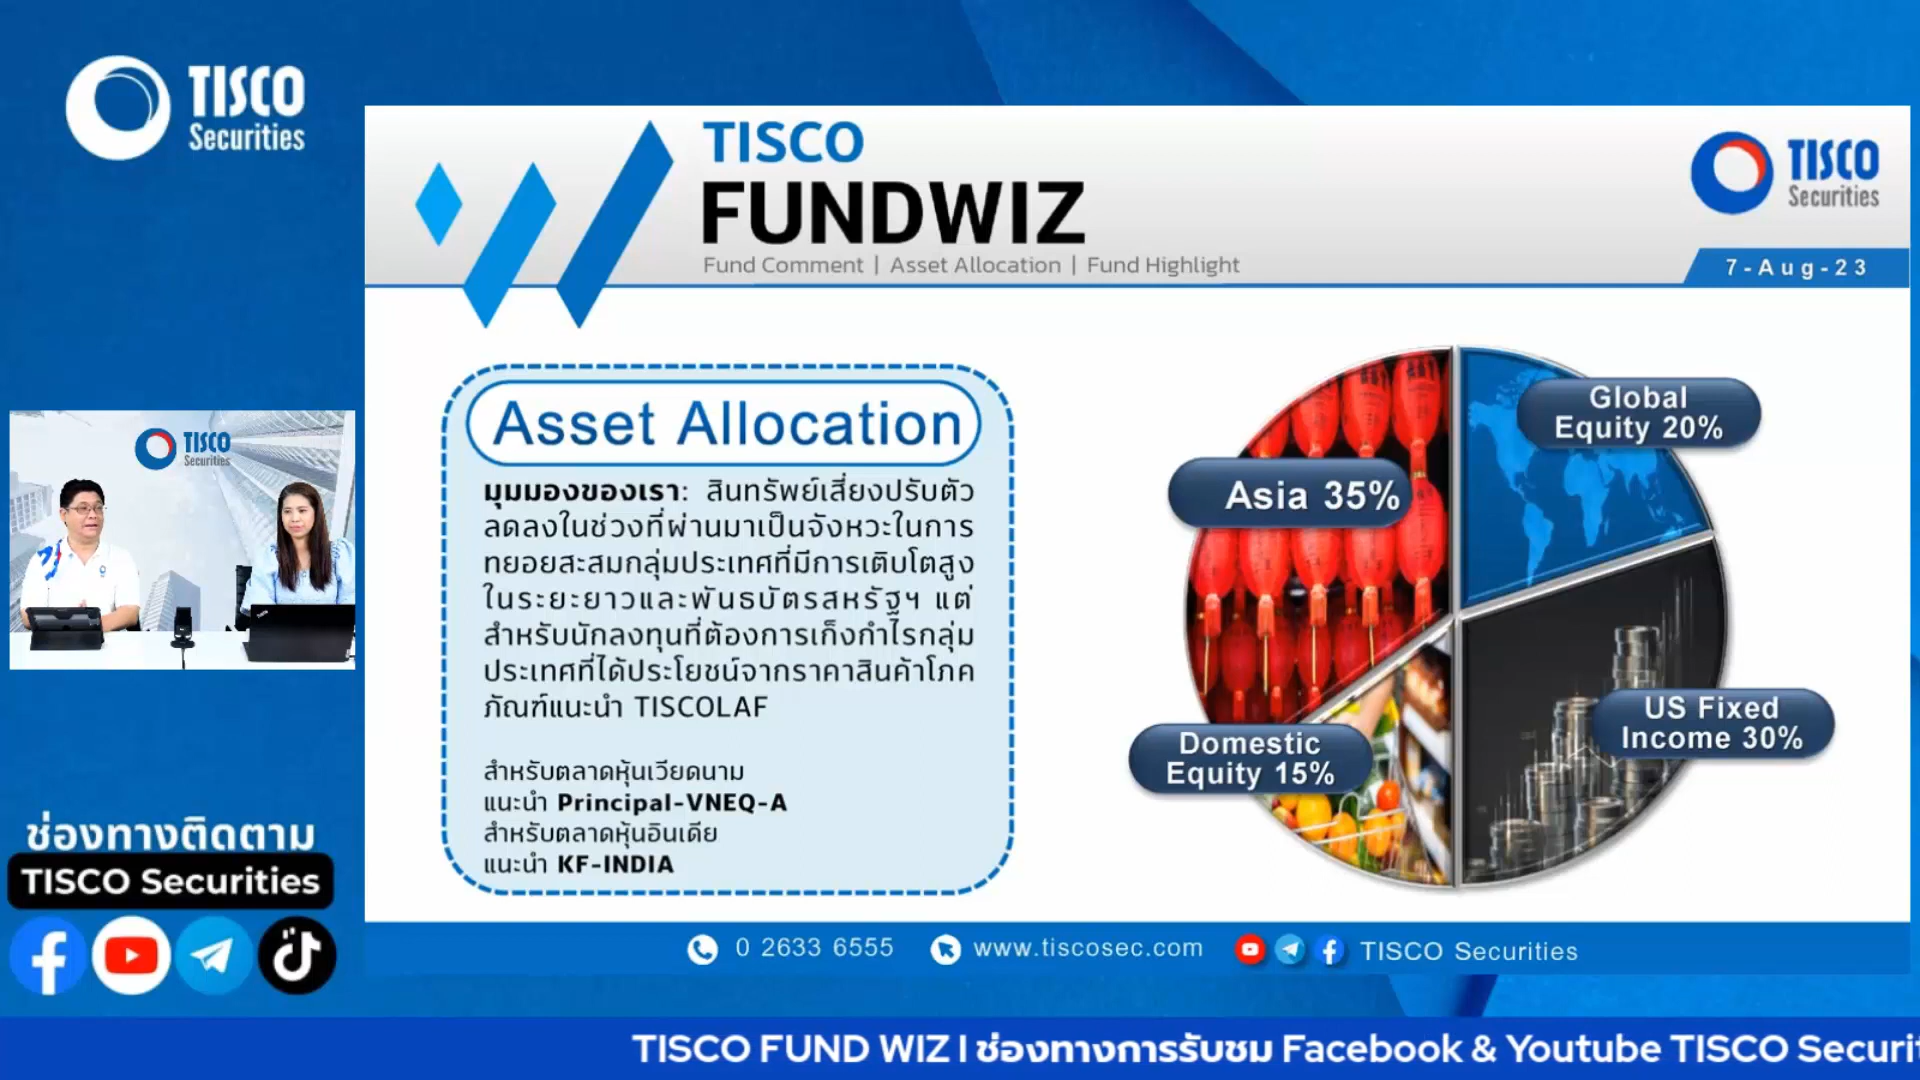 TISCO
Securities
TISCO
FUNDWIZ
Fund Comment | Asset Allocation | Fund Highlight
TISCO
Securities
7-Aug-23
Asset Allocation
มุมมองของเรา: สินทรัพย์เสี่ยงปรับตัว
ลดลงในช่วงที่ผ่านมาเป็นจังหวะในการ
ทยอยสะสมกลุ่มประเทศที่มีการเติบโตสูง
ในระยะยาวและพันธบัตรสหรัฐฯ แต่
สำหรับนักลงทุนที่ต้องการเก็งกำไรกลุ่ม
ประเทศที่ได้ประโยชน์จากราคาสินค้าโภค
ภัณฑ์แนะนำ TISCOLAF
สำหรับตลาดหุ้นเวียดนาม
แนะนำ Principal-VNEQ-A
สำหรับตลาดหุ้นอินเดีย
แนะนำ KF-INDIA
Global
Equity 20%
Asia 35%
US Fixed
Income 30%
Domestic
Equity 15%
TISCO
Securities
ช่องทางติดตาม
TISCO Securities
0 2633 6555
www.tiscosec.com
TISCO Securities
TISCO FUND WIZ I ช่องทางการรับชม Facebook & Youtube TISCO Securit